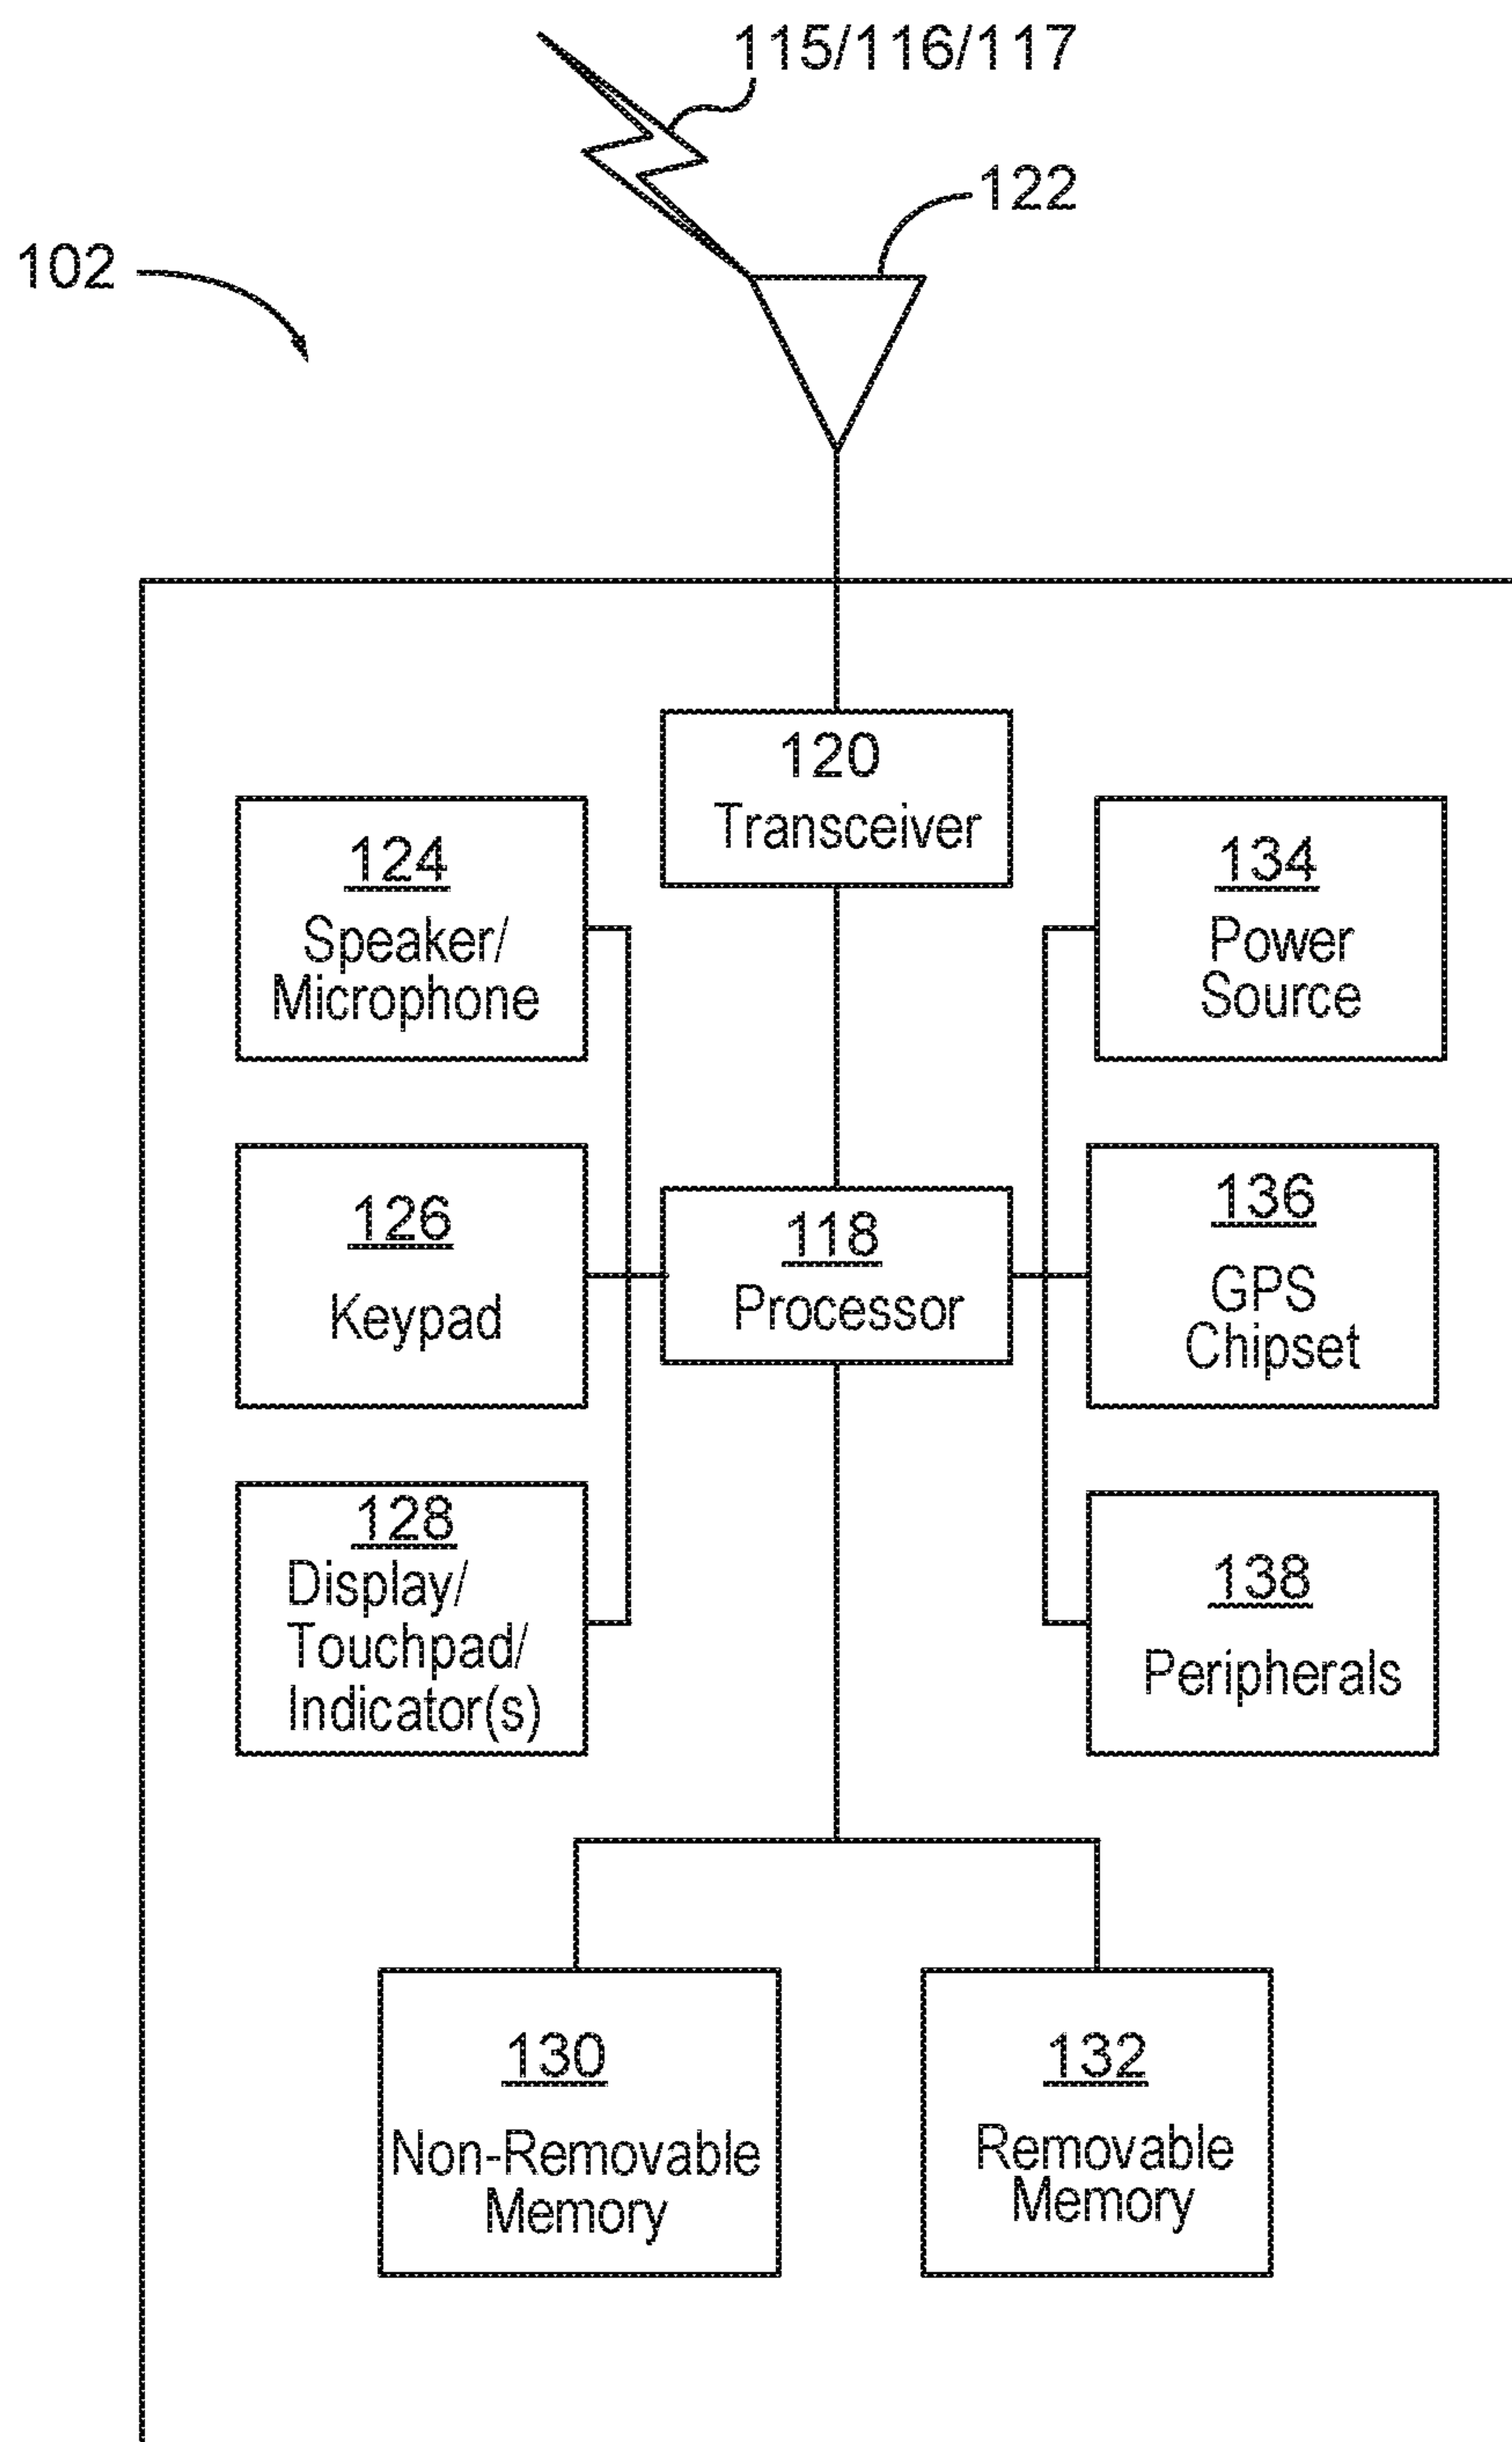 115/116/117
122
102
120
Transceiver
124
Speaker/
Microphone
134
Power
Source
126
Keypad
118
Processor
136
GPS
Chipset
128
Display/
Touchpad/
Indicator(s)
138
Peripherals
130
Non-Removable
Memory
132
Removable
Memory